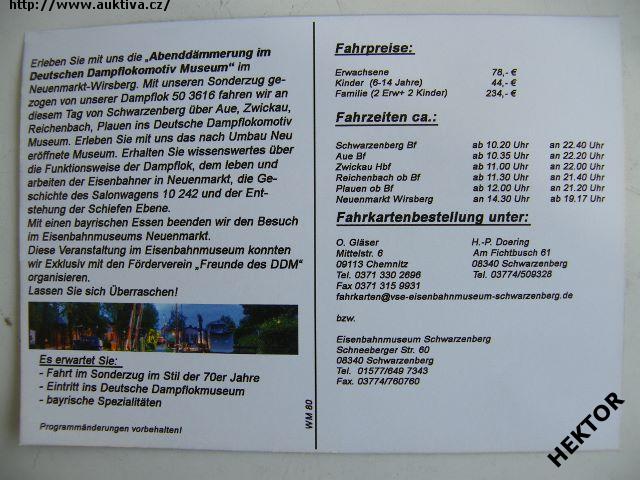 http://www.auktiva.cz/
Erleben Sie mit uns die „Abenddämmerung im
Deutschen Dampflokomotiv Museum“ im
Neuenmarkt-Wirsberg. Mit unseren Sonderzug ge-
zogen von unserer Dampflok 50 3616 fahren wir an
diesem Tag von Schwarzenberg über Aue, Zwickau,
Reichenbach, Plauen ins Deutsche Dampflokomotiv
Museum. Erleben Sie mit uns das nach Umbau Neu
eröffnete Museum. Erhalten Sie wissenswertes über
die Funktionsweise der Dampflok, dem leben und
arbeiten der Eisenbahner in Neuenmarkt, die Ge-
schichte des Salonwagens 10 242 und der Ent-
stehung der Schiefen Ebene.
Mit einen bayrischen Essen beenden wir den Besuch
im Eisenbahnmuseums Neuenmarkt.
Diese Veranstaltung im Eisenbahnmuseum konnten
wir Exklusiv mit den Förderverein „Freunde des DDM“
organisieren.
Lassen Sie sich Überraschen!
Es erwartet Sie:
- Fahrt im Sonderzug im Stil der 70er Jahre
- Eintritt ins Deutsche Dampflokmuseum
- bayrische Spezialitäten
Programmänderungen vorbehalten!
WM 80
Fahrpreise:
Erwachsene 78,- €
Kinder (6-14 Jahre) 44,- €
Familie (2 Erw+ 2 Kinder) 234,- €
Fahrzeiten ca.:
Schwarzenberg Bf ab 10.20 Uhr an 22.40 Uhr
Aue Bf ab 10.35 Uhr an 22.20 Uhr
Zwickau Hbf ab 11.00 Uhr an 22.00 Uhr
Reichenbach ob Bf ab 11.30 Uhr an 21.40 Uhr
Plauen ob Bf ab 12.00 Uhr an 21.20 Uhr
Neuenmarkt Wirsberg an 14.30 Uhr ab 19.17 Uhr
Fahrkartenbestellung unter:
O. Gläser H.-P. Doering
Mittelstr. 6 Am Fichtbusch 61
09113 Chemnitz 08340 Schwarzenberg
Tel. 0371 330 2696 Tel. 03774/509328
Fax 0371 315 9931
fahrkarten@vse-eisenbahnmuseum-schwarzenberg.de
bzw.
Eisenbahnmuseum Schwarzenberg
Schneeberger Str. 60
08340 Schwarzenberg
Tel. 01577/649 7343
Fax. 03774/760760
HEKTOR